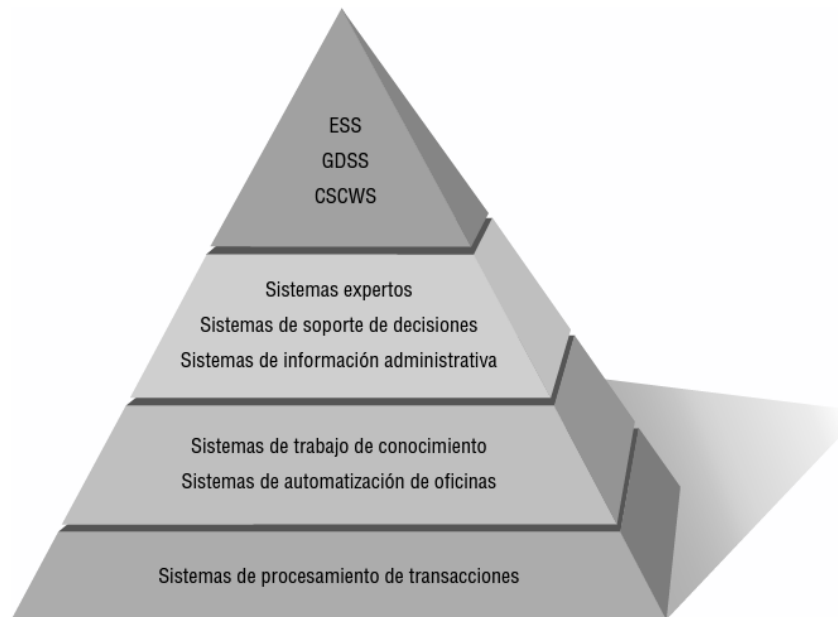 ESS
GDSS
CSCWS
Sistemas expertos
Sistemas de soporte de decisiones
Sistemas de información administrativa
Sistemas de trabajo de conocimiento
Sistemas de automatización de oficinas
Sistemas de procesamiento de transacciones